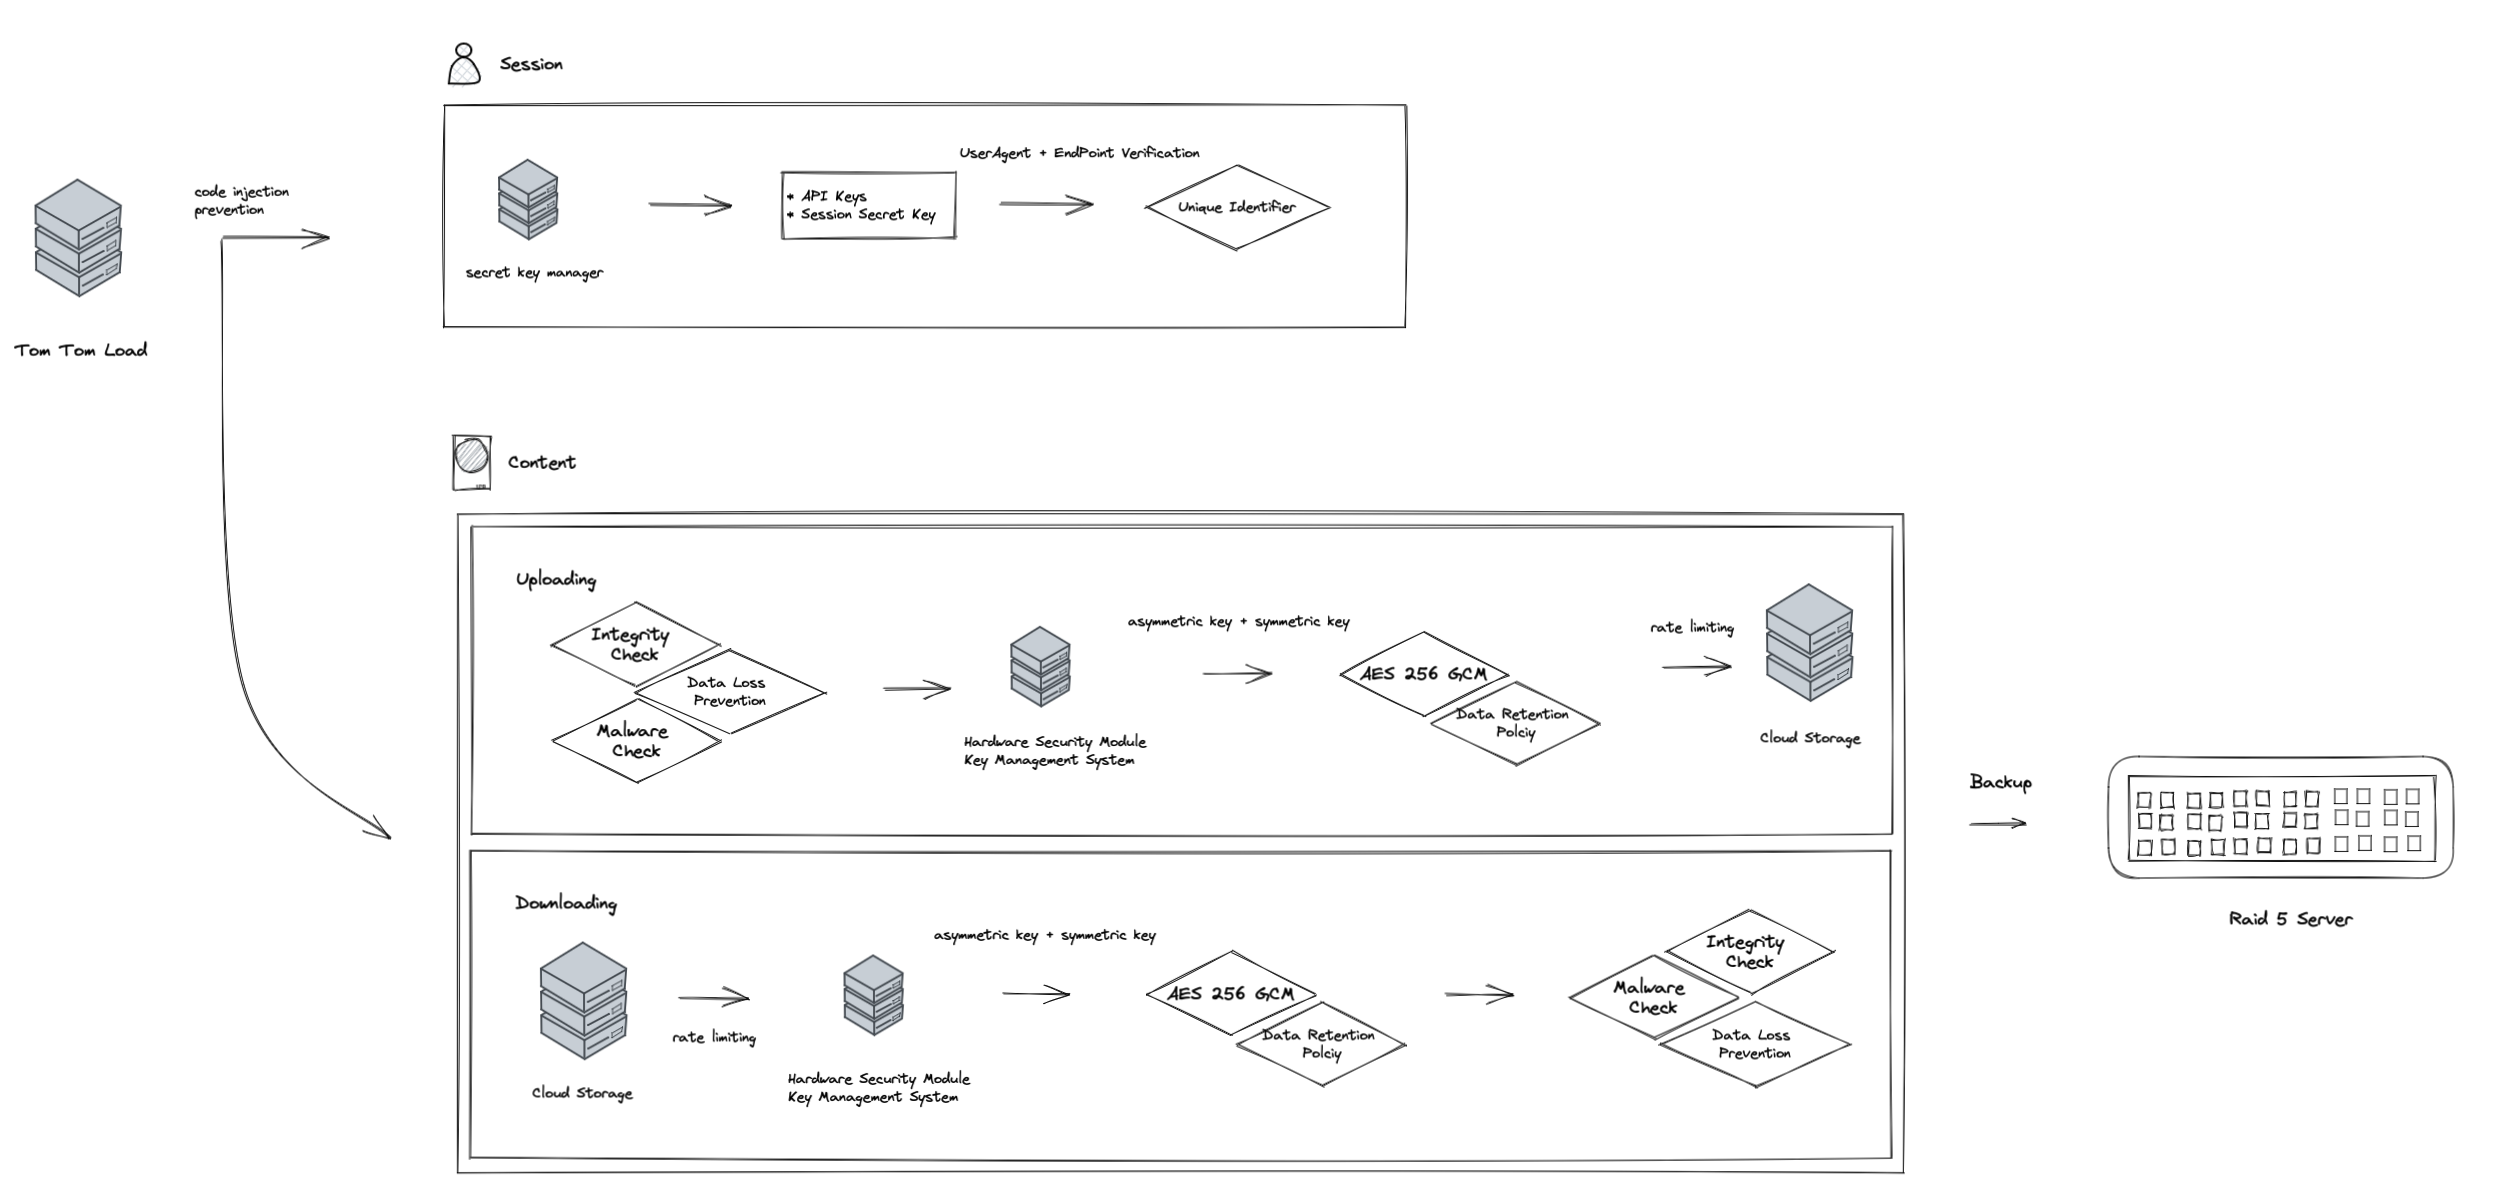 Session
UserAgent + EndPoint Verification
code injection
prevention
* API Keys
* Session Secret Key
Unique Identifier
secret key manager
Tom Tom Load
Content
Uploading
Integrity
Check
Data Loss
Prevention
Malware
Check
Hardware Security Module
Key Management System
asymmetric key + symmetric key
AES 256 GCM
Data Retention
Polciy
rate limiting
Cloud Storage
Backup
Raid 5 Server
Downloading
Cloud Storage
rate limiting
Hardware Security Module
Key Management System
asymmetric key + symmetric key
AES 256 GCM
Data Retention
Polciy
Integrity
Check
Malware
Check
Data Loss
Prevention